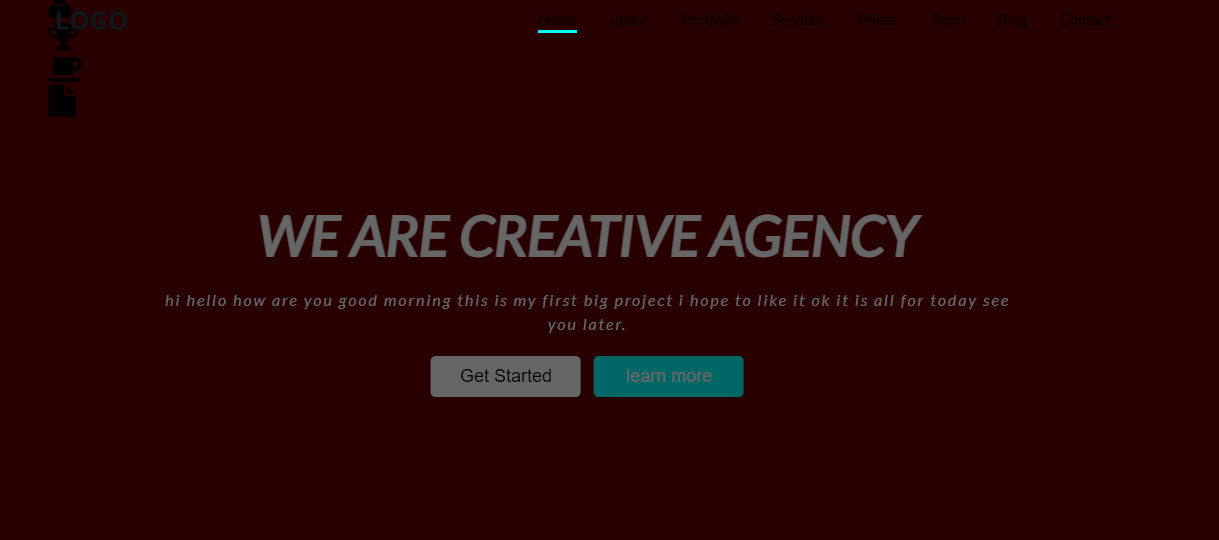 LOGO
Home about Portfolio Services Prices Team Blog Contact
WE ARE CREATIVE AGENCY
hi hello how are you good morning this is my first big project i hope to like it ok it is all for today see
you later.
Get Started learn more